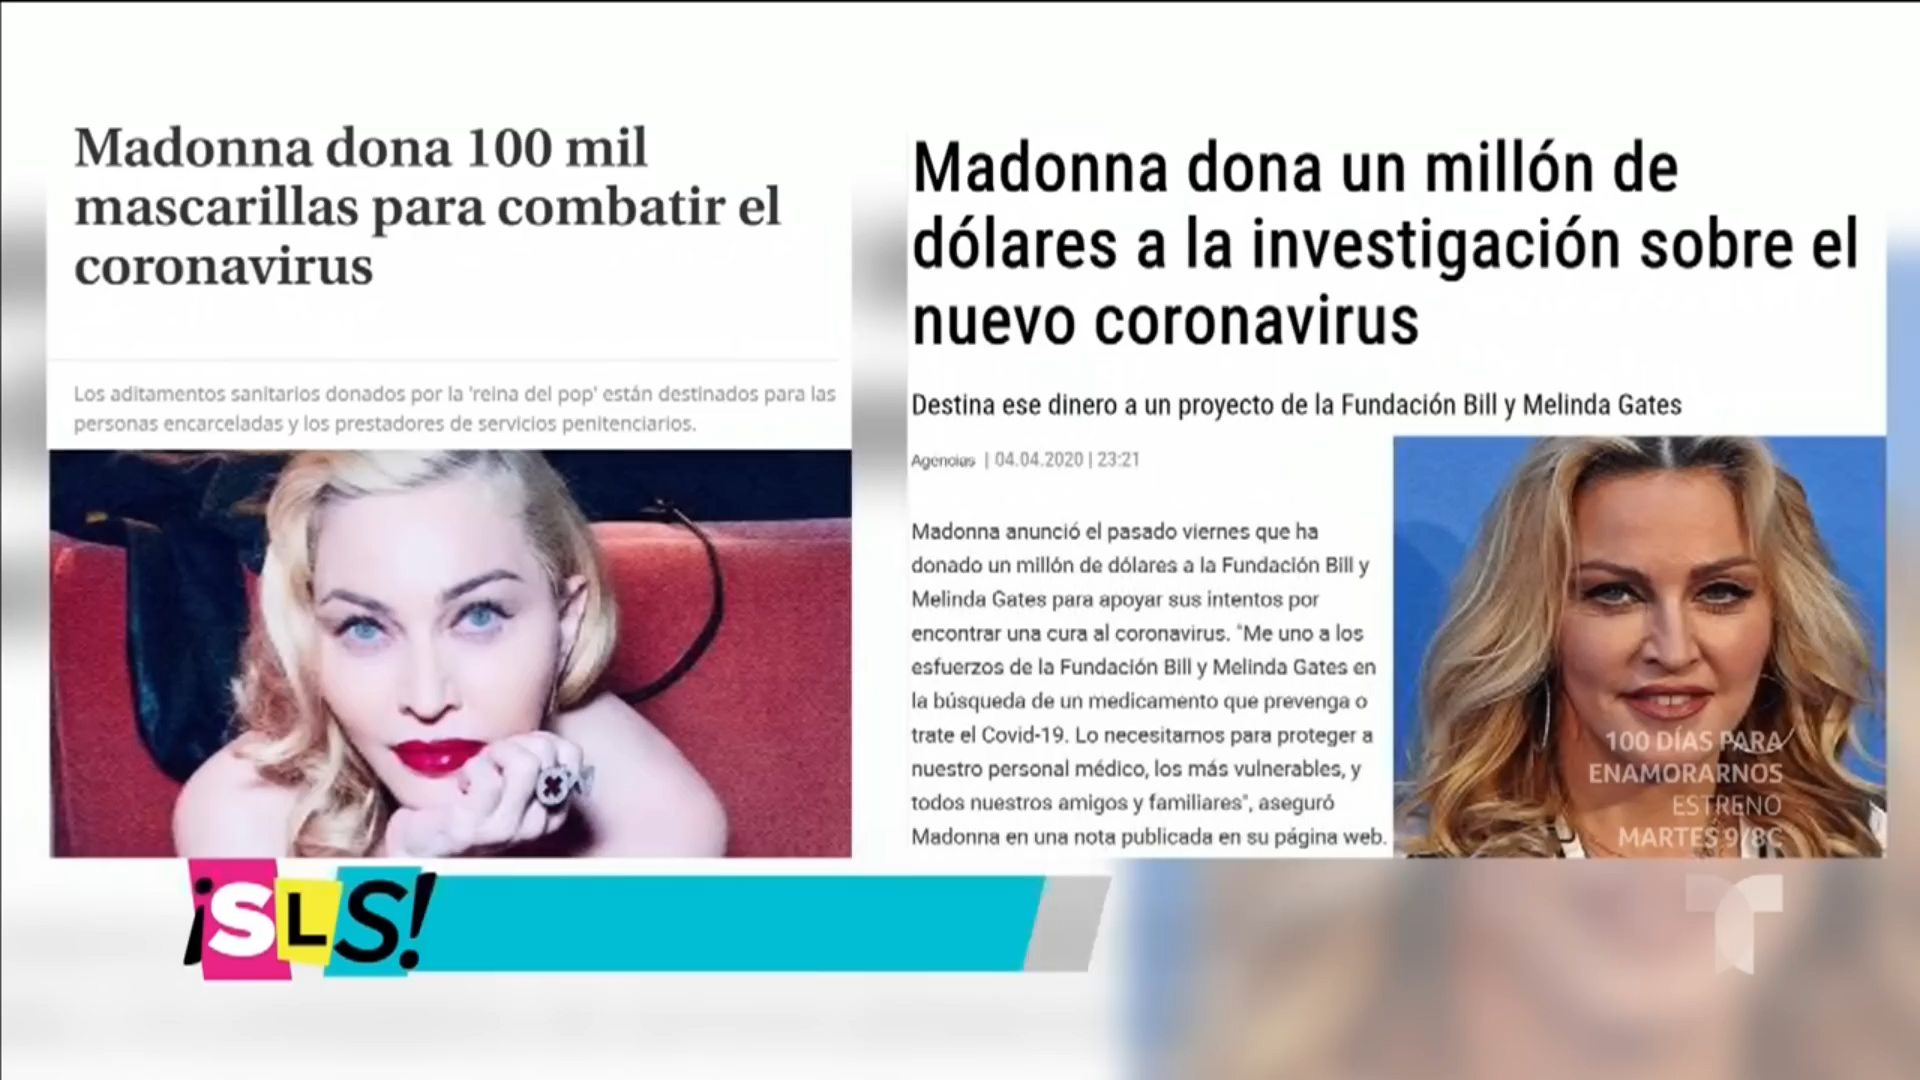 Madonna dona 100 mil
mascarillas para combatir el
coronavirus
Los aditamentos sanitarios donados por la 'reina del pop' están destinados para las
personas encarceladas y los prestadores de servicios penitenciarios.
Madonna dona un millón de
dólares a la investigación sobre el
nuevo coronavirus
Destina ese dinero a un proyecto de la Fundación Bill y Melinda Gates
Agencias | 04.04.2020 | 23:21
Madonna anunció el pasado viernes que ha
donado un millón de dólares a la Fundación Bill y
Melinda Gates para apoyar sus intentos por
encontrar una cura al coronavirus. "Me uno a los
esfuerzos de la Fundación Bill y Melinda Gates en
la búsqueda de un medicamento que prevenga o
trate el Covid-19. Lo necesitamos para proteger a
nuestro personal médico, los más vulnerables, y
todos nuestros amigos y familiares", aseguró
Madonna en una nota publicada en su página web.
100 DÍAS PARA
ENAMORARNOS
ESTRENO
MARTES 9/8C
¡SLS!